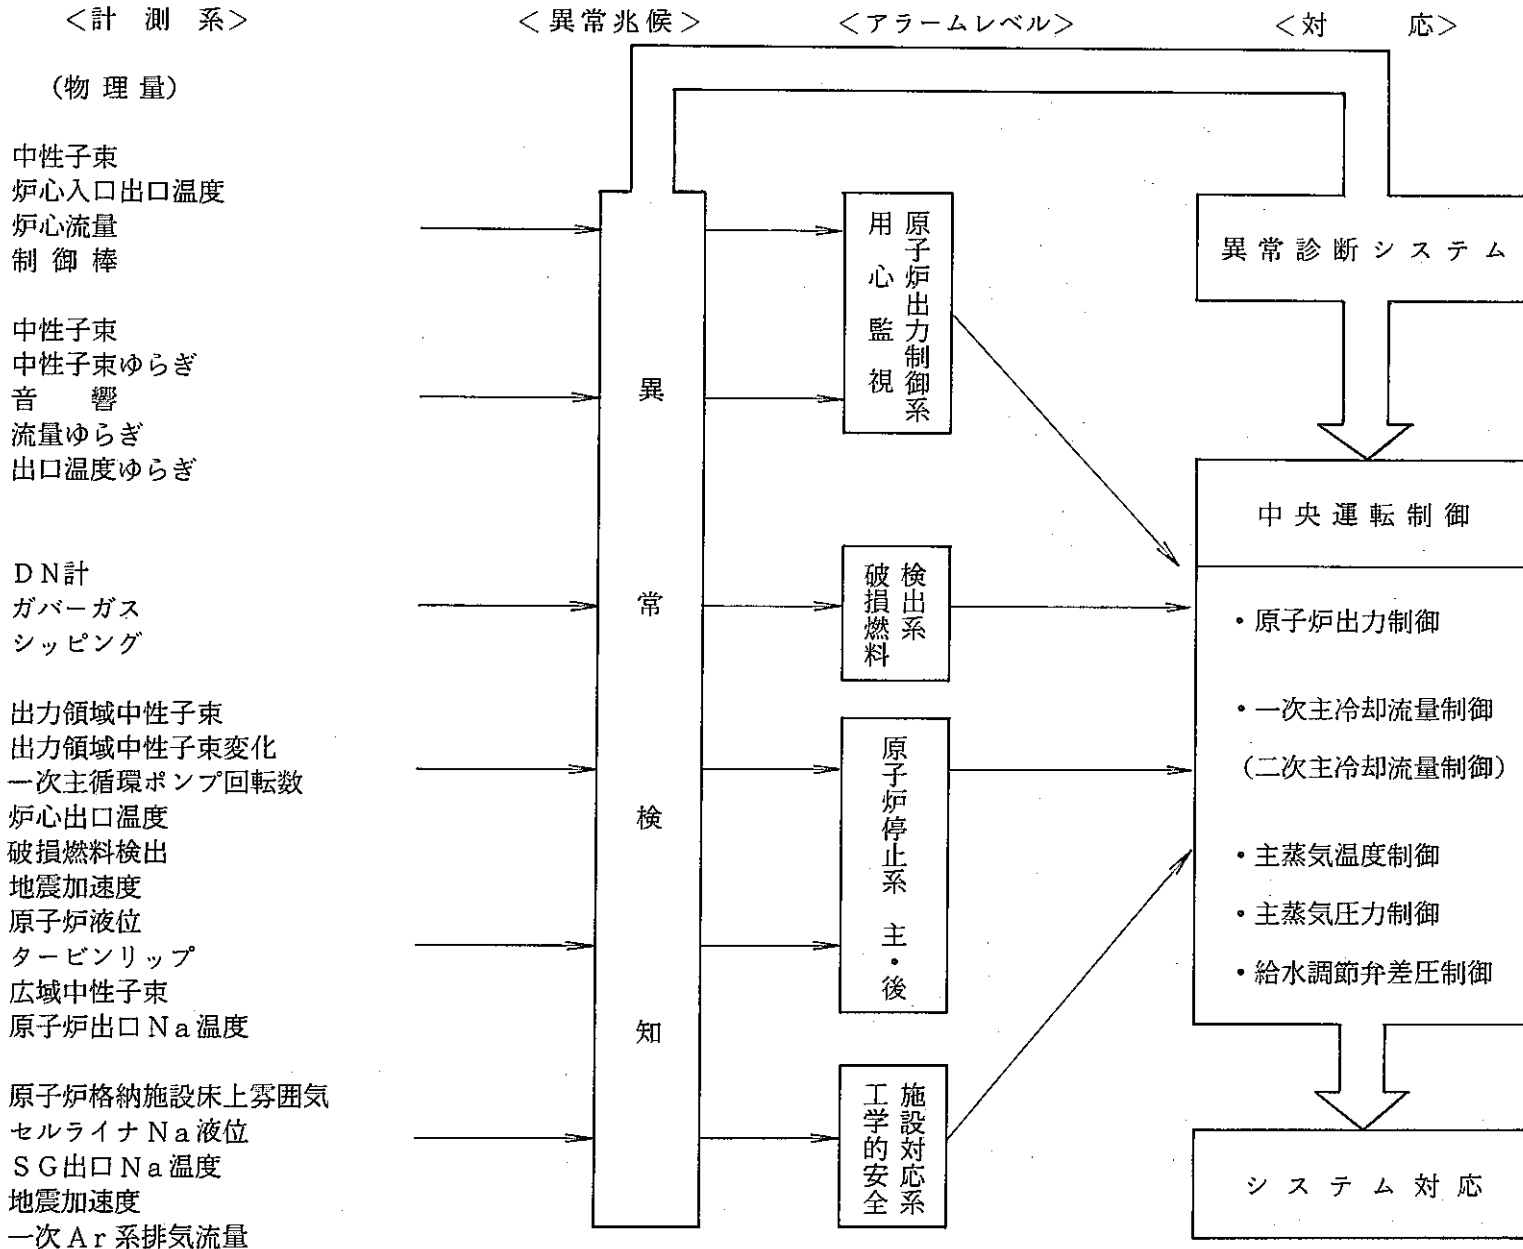 ＜計 測 系＞
＜異常兆候＞
＜アラームレベル＞
＜対 応＞
(物 理 量)
中性子束
炉心入口出口温度
炉心流量
制 御 棒
中性子束
中性子束ゆらぎ
音 響
流量ゆらぎ
出口温度ゆらぎ
DN計
ガバーガス
シッピング
出力領域中性子束
出力領域中性子束変化
一次主循環ポンプ回転数
炉心出口温度
破損燃料検出
地震加速度
原子炉液位
タービンリップ
広域中性子束
原子炉出口Na温度
原子炉格納施設床上雰囲気
セルライナNa液位
SG出口Na温度
地震加速度
一次Ar系排気流量
異常検知
原子炉出力制御系
用心監視
検出系
破損燃料
原子炉停止系 主・後
施設対応系
工学的安全
異常診断システム
中央運転制御
・原子炉出力制御
・一次主冷却流量制御
(二次主冷却流量制御)
・主蒸気温度制御
・主蒸気圧力制御
・給水調節弁差圧制御
システム対応